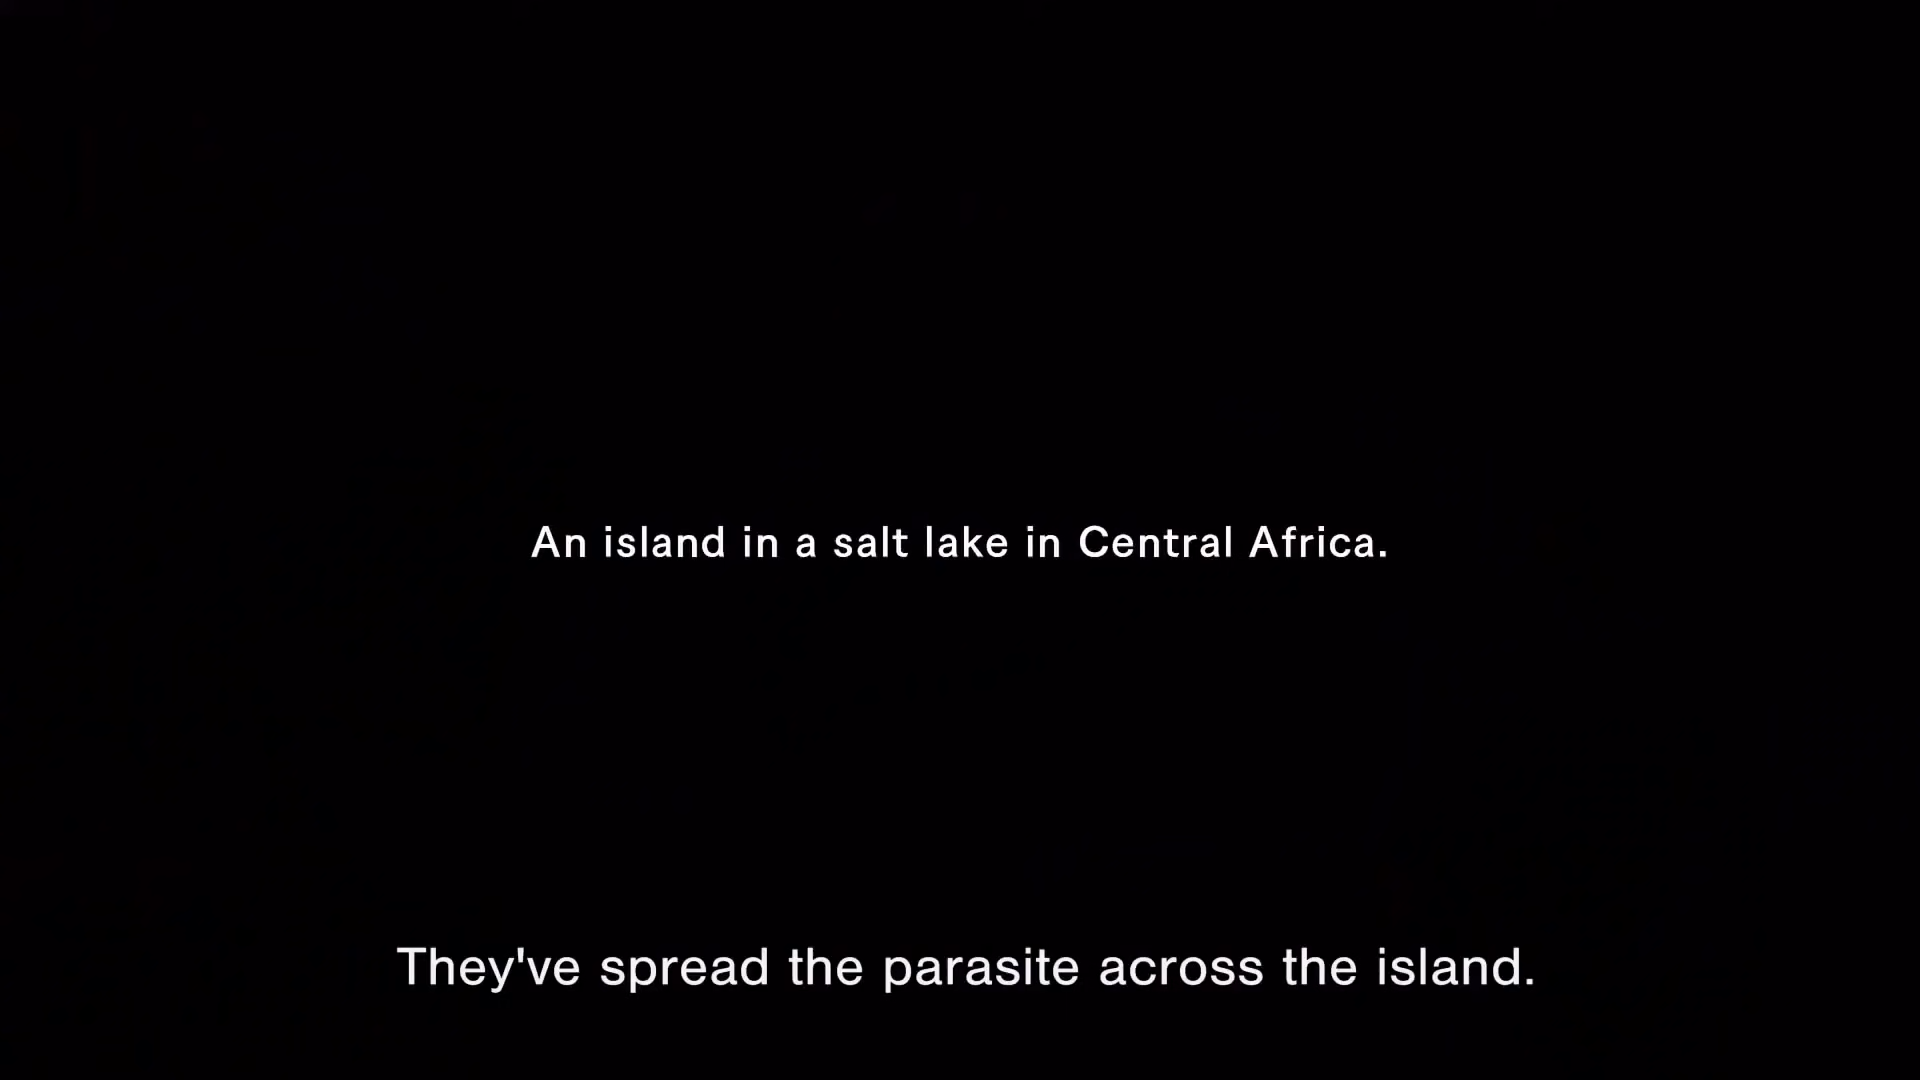 An island in a salt lake in Central Africa.
They've spread the parasite across the island.